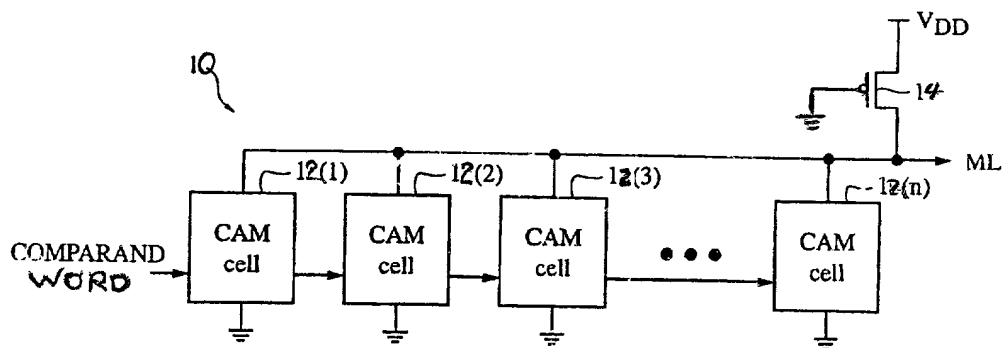 VDD
10
14
ML
12(1)
12(2)
12(3)
12(n)
CAM cell
CAM cell
CAM cell
CAM cell
COMPARAND
WORD